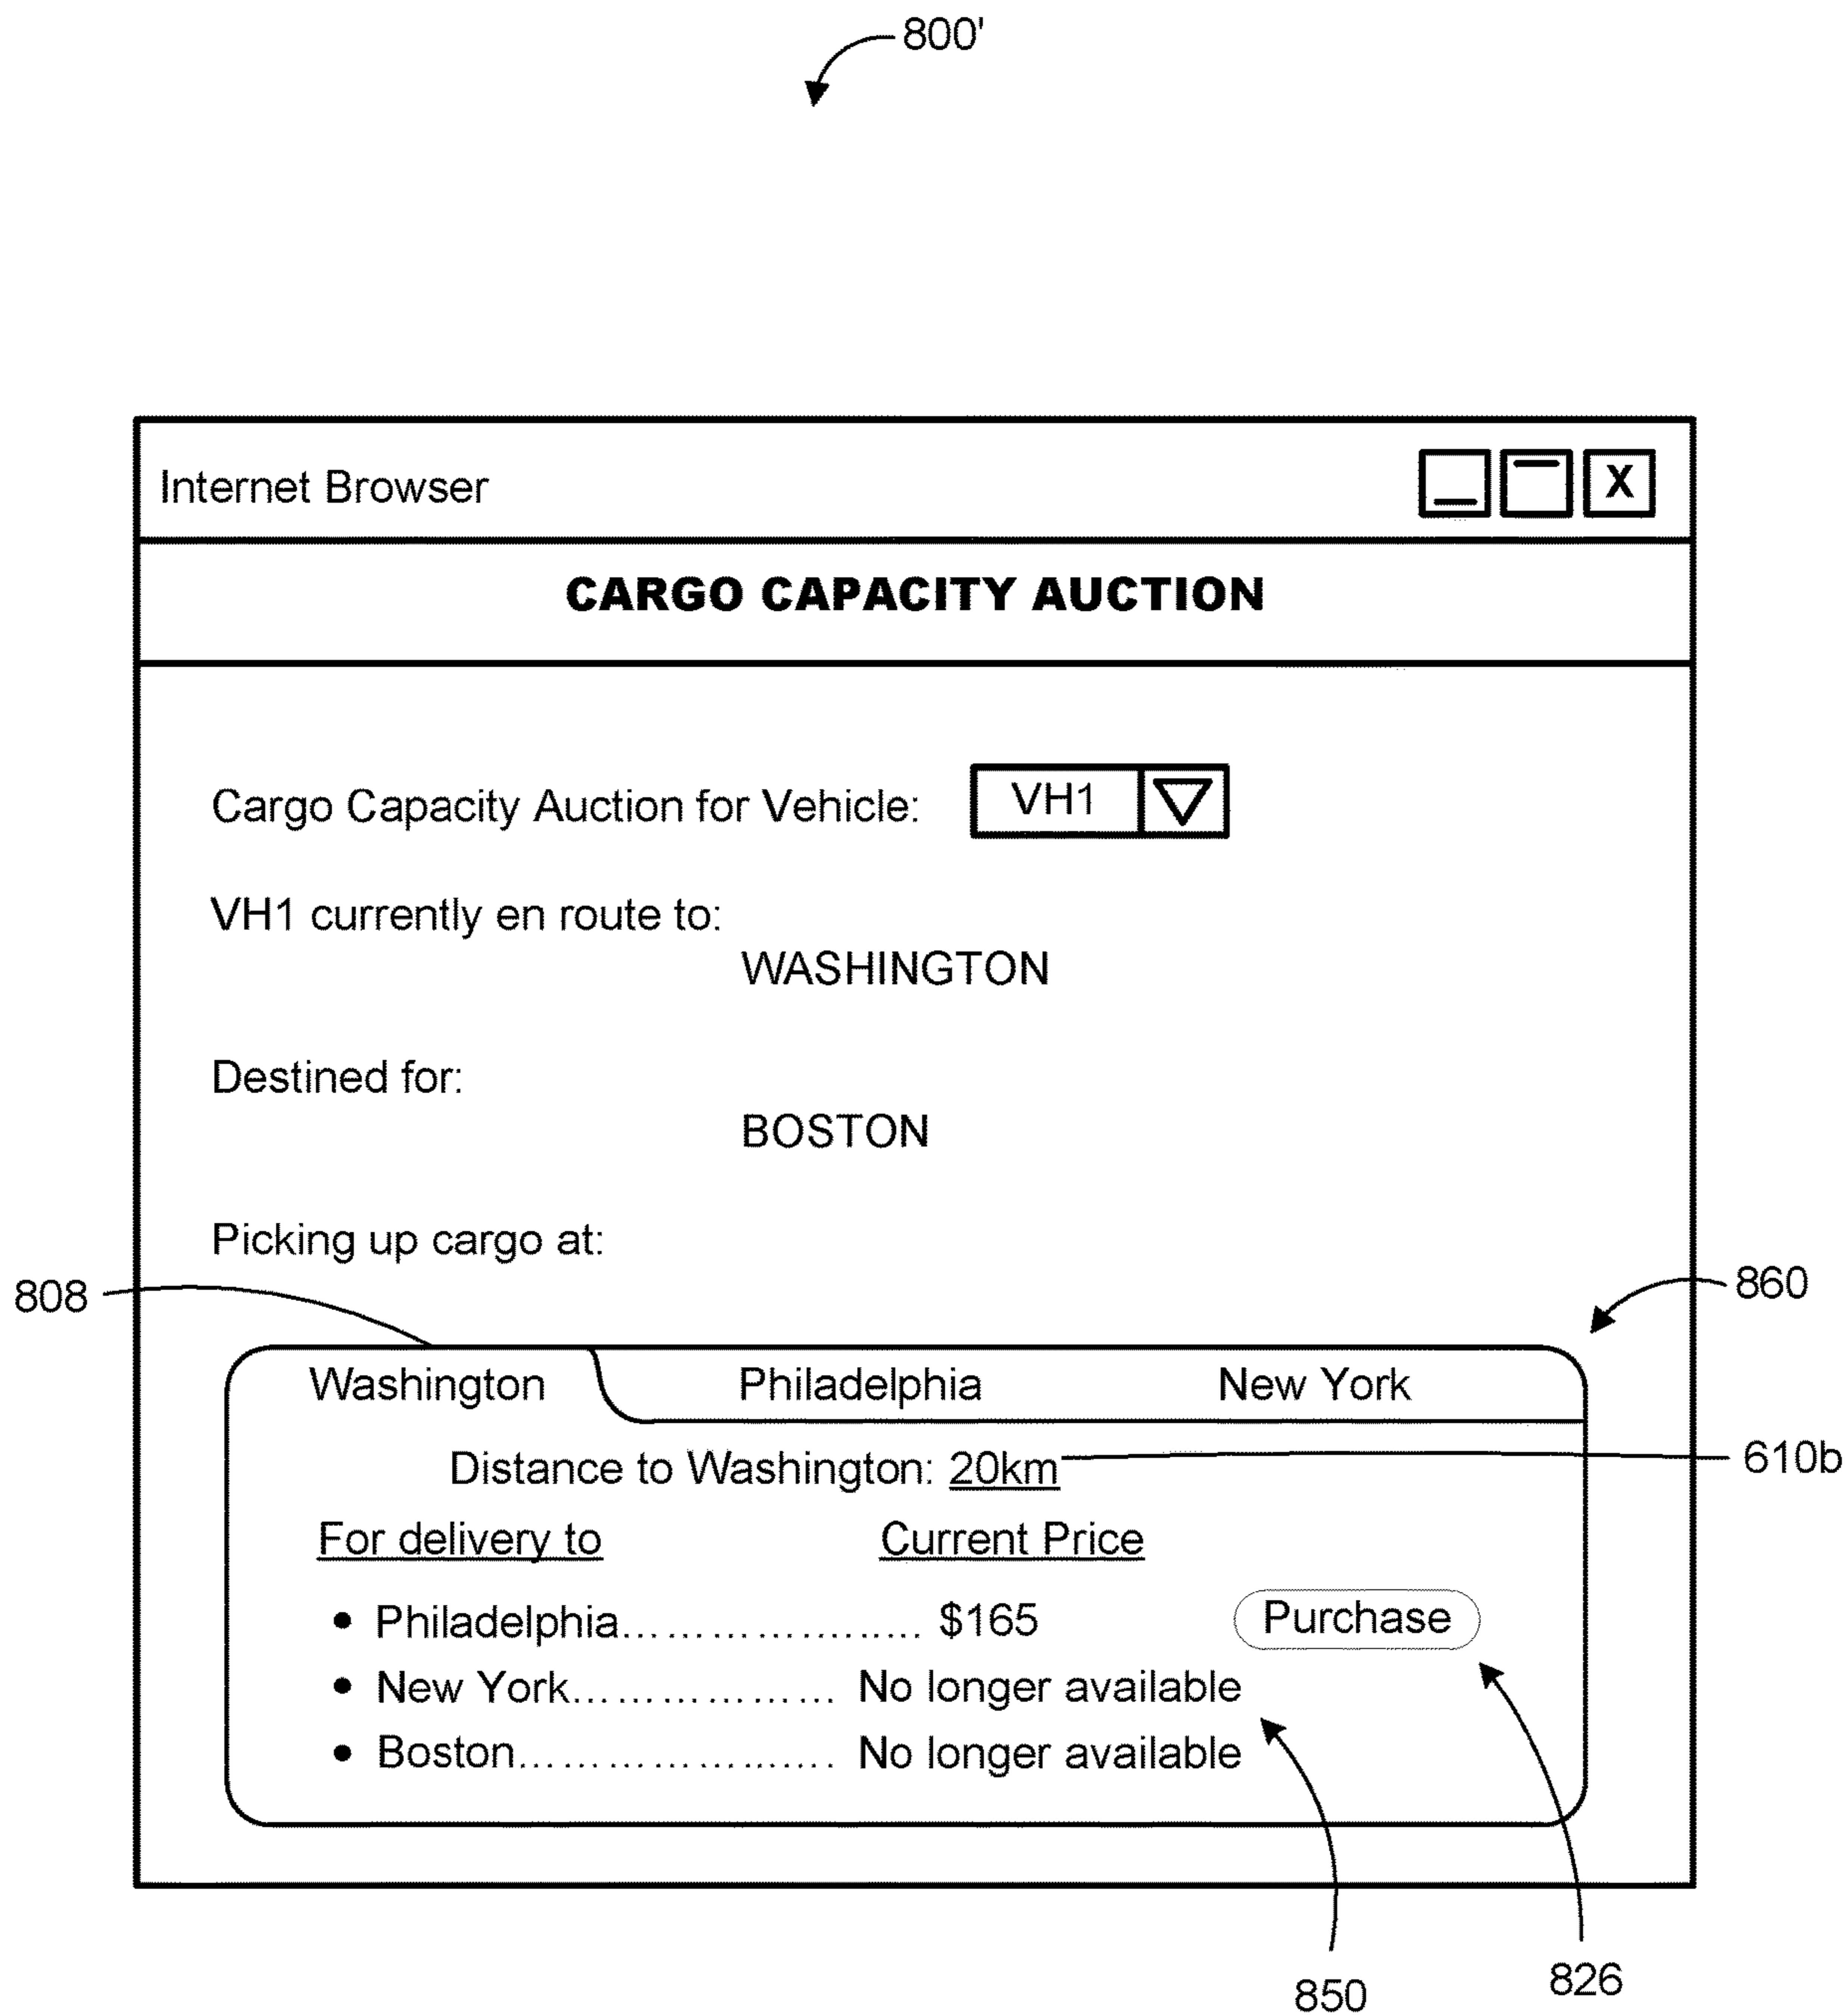 800'
Internet Browser X
CARGO CAPACITY AUCTION
Cargo Capacity Auction for Vehicle: VH1
VH1 currently en route to:
WASHINGTON
Destined for:
BOSTON
Picking up cargo at:
808
860
Washington Philadelphia New York
Distance to Washington: 20km
610b
For delivery to Current Price
• Philadelphia...................... $165 Purchase
• New York.................. No longer available
• Boston...................... No longer available
850
826